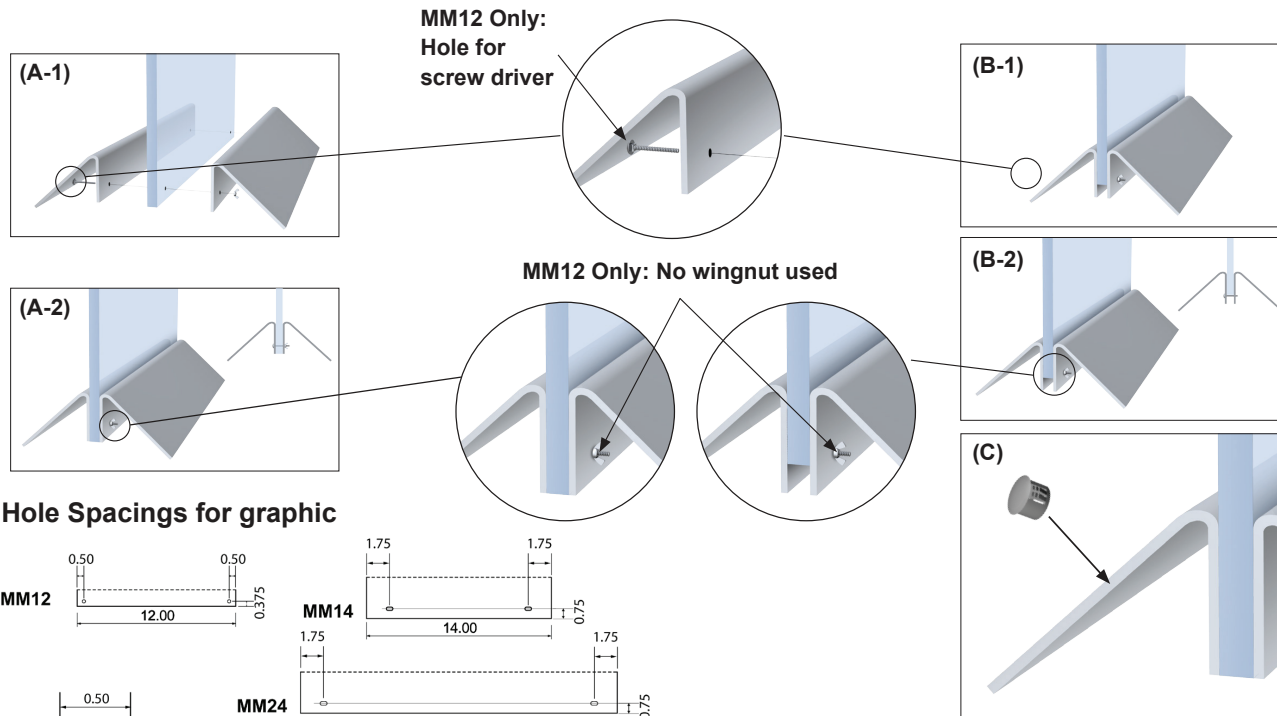 MM12 Only:
Hole for
screw driver
(A-1)
(B-1)
MM12 Only: No wingnut used
(A-2)
(B-2)
(C)
Hole Spacings for graphic
0.50
0.50
MM12
0.375
12.00
1.75
1.75
MM14
0.75
14.00
1.75
1.75
MM24
0.75
0.50